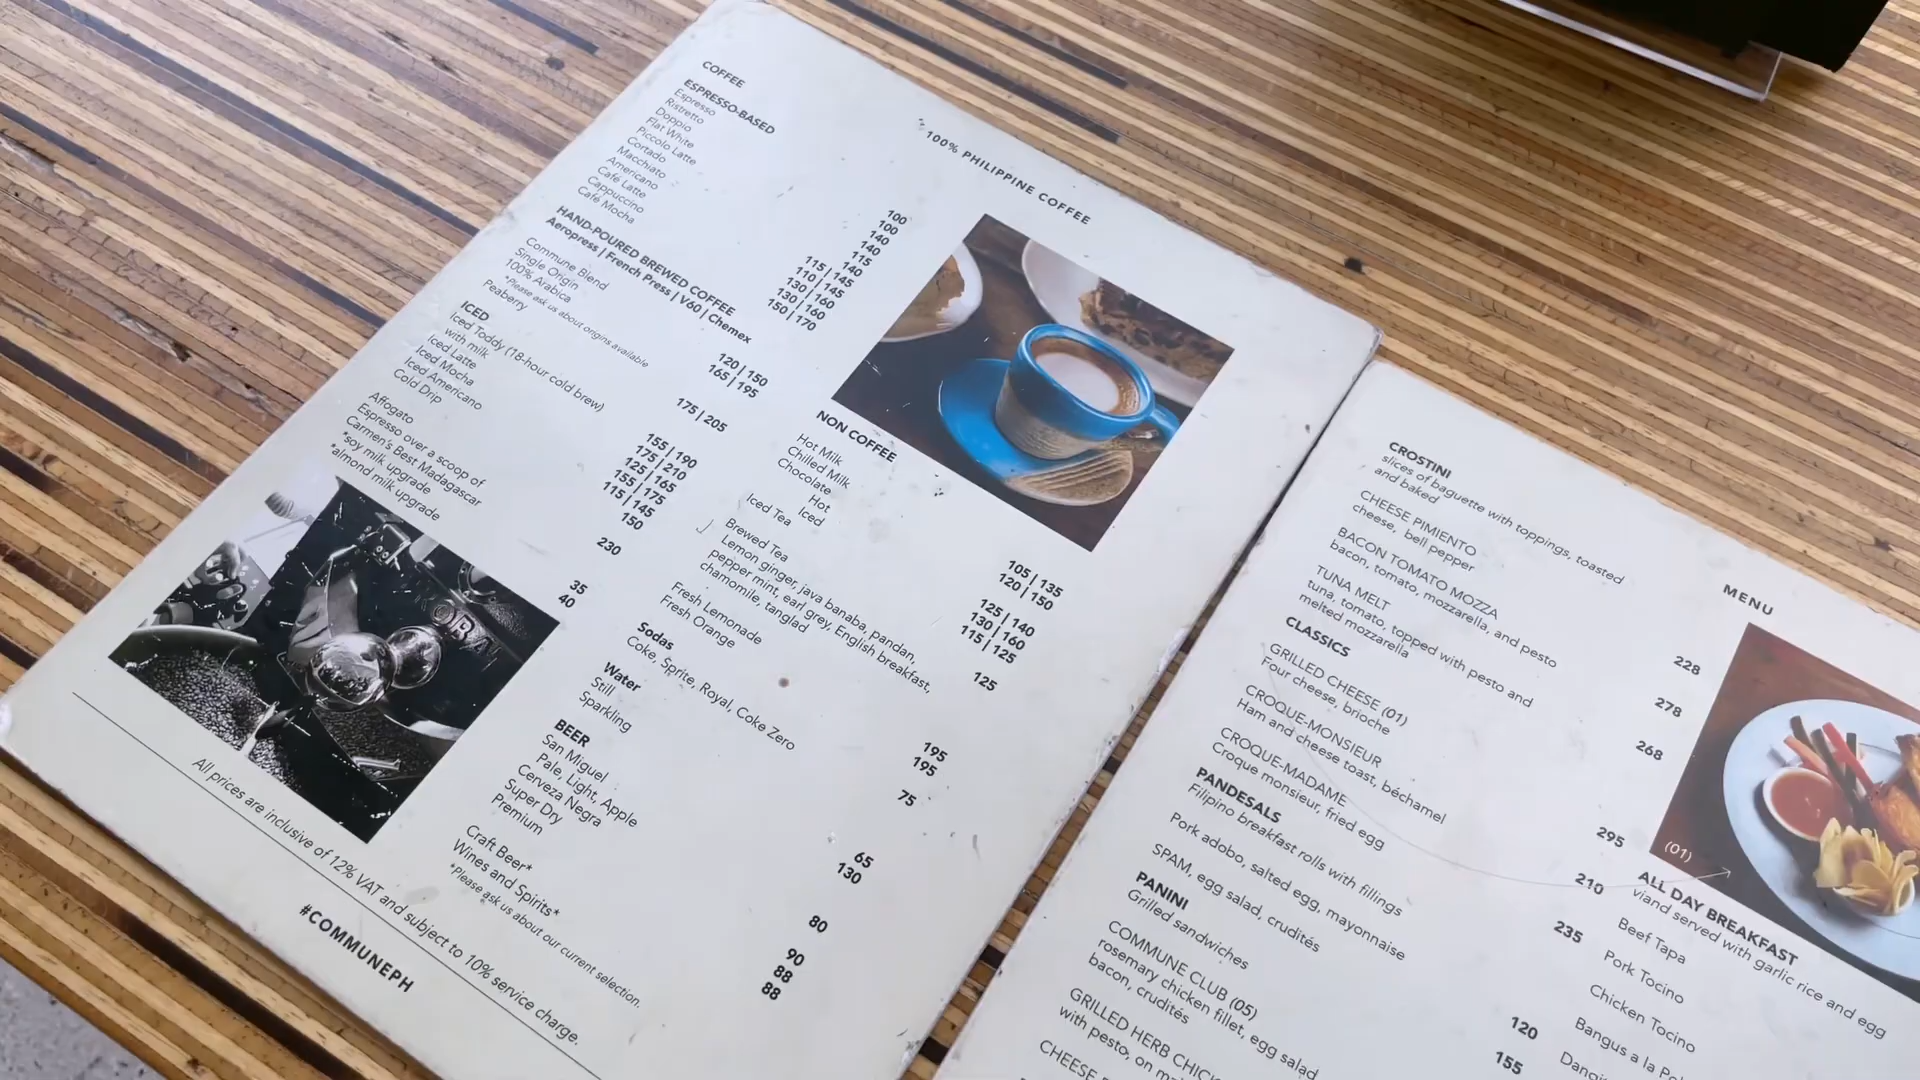 COFFEE
ESPRESSO-BASED
Espresso 100
Ristretto 100
Doppio 140
Flat White 140
Piccolo Latte 115
Cortado 140
Macchiato 115 | 145
Americano 110 | 145
Café Latte 130 | 160
Cappuccino 130 | 160
Café Mocha 150 | 170
HAND-POURED BREWED COFFEE
Aeropress | French Press | V60 | Chemex
Commune Blend 120 | 150
Single Origin 165 | 195
100% Arabica
*Please ask us about origins available
Peaberry 175 | 205
ICED
Iced Toddy (18-hour cold brew) 155 | 190
with milk 175 | 210
Iced Latte 125 | 165
Iced Mocha 155 | 175
Iced Americano 115 | 145
Cold Drip 150
Affogato 230
Espresso over a scoop of
Carmen's Best Madagascar
*soy milk upgrade 35
*almond milk upgrade 40
All prices are inclusive of 12% VAT and subject to 10% service charge.
#COMMUNEPH
100% PHILIPPINE COFFEE
NON COFFEE
Hot Milk 105 | 135
Chilled Milk 120 | 150
Chocolate
Hot 125 | 140
Iced 130 | 160
Iced Tea 115 | 125
Brewed Tea 125
Lemon ginger, java banaba, pandan,
pepper mint, earl grey, English breakfast,
chamomile, tanglad
Fresh Lemonade 195
Fresh Orange 195
Sodas 75
Coke, Sprite, Royal, Coke Zero
Water
Still 65
Sparkling 130
BEER
San Miguel 80
Pale, Light, Apple
Cerveza Negra 90
Super Dry 88
Premium 88
Craft Beer*
Wines and Spirits*
*Please ask us about our current selection.
MENU
CROSTINI
slices of baguette with toppings, toasted
and baked
CHEESE PIMIENTO 228
cheese, bell pepper
BACON TOMATO MOZZA 278
bacon, tomato, mozzarella, and pesto
TUNA MELT 268
tuna, tomato, topped with pesto and
melted mozzarella
CLASSICS
GRILLED CHEESE (01) 295
Four cheese, brioche
CROQUE-MONSIEUR 210
Ham and cheese toast, béchamel
CROQUE-MADAME 235
Croque monsieur, fried egg
PANDESALS
Filipino breakfast rolls with fillings
Pork adobo, salted egg, mayonnaise 120
SPAM, egg salad, crudités 155
PANINI
Grilled sandwiches
COMMUNE CLUB (05)
rosemary chicken fillet, egg salad
bacon, crudités
GRILLED HERB CHIC
with pesto, on
CHEESE
(01)
ALL DAY BREAKFAST
viand served with garlic rice and egg
Beef Tapa
Pork Tocino
Chicken Tocino
Bangus a la